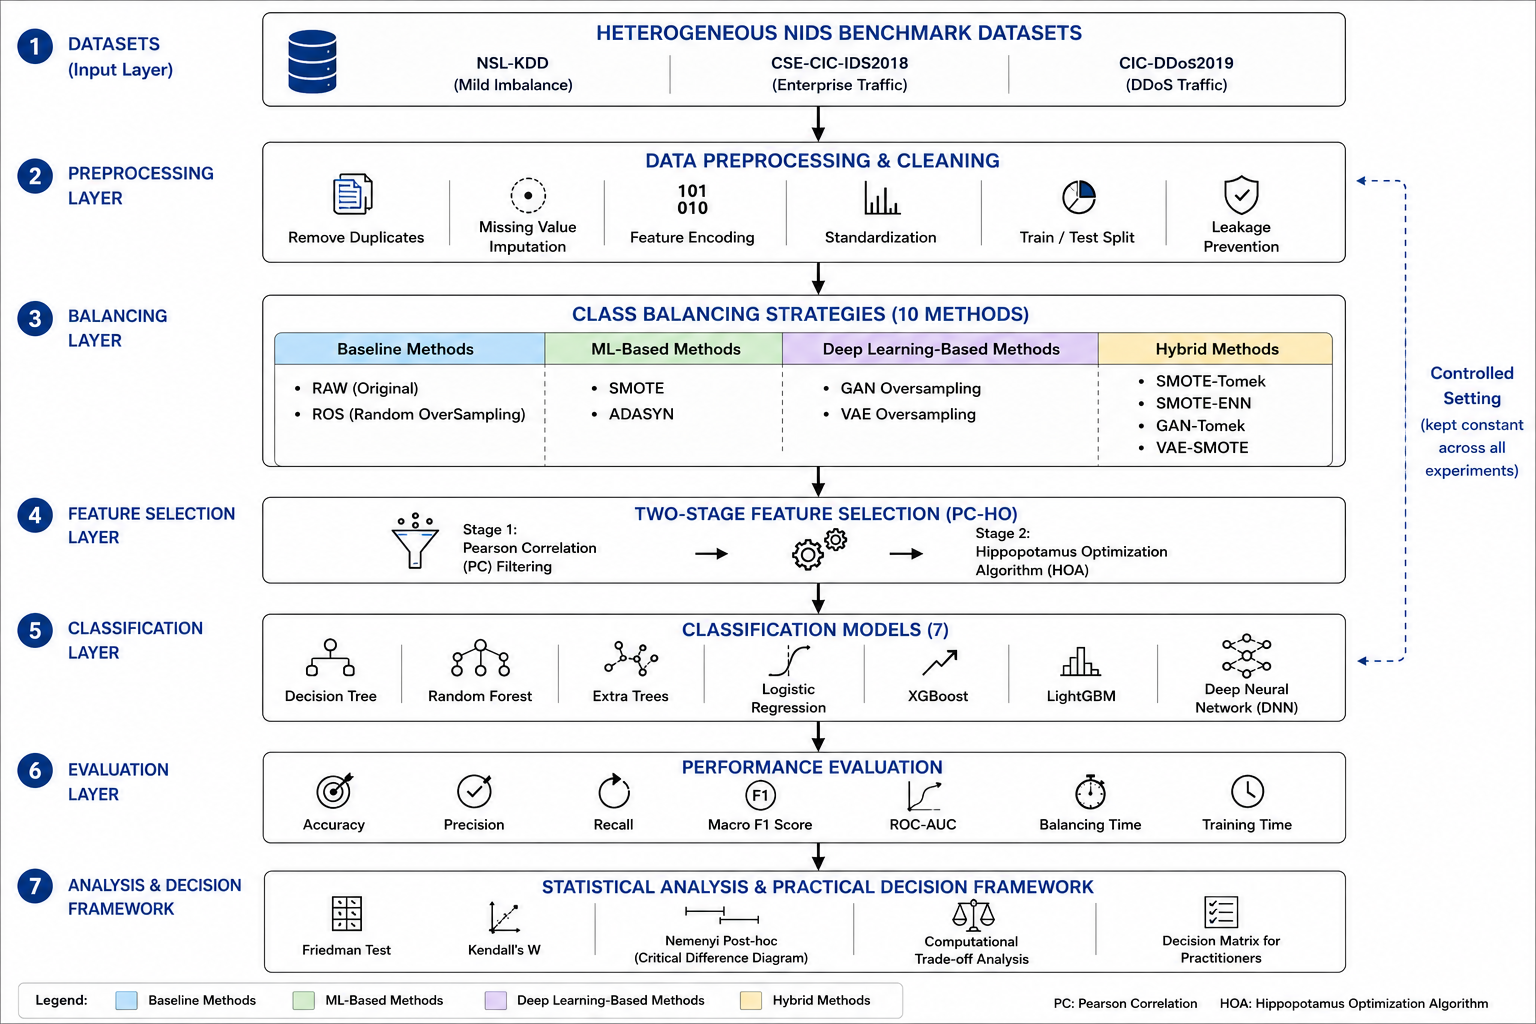 1
DATASETS
(Input Layer)
HETEROGENEOUS NIDS BENCHMARK DATASETS
NSL-KDD
(Mild Imbalance)
CSE-CIC-IDS2018
(Enterprise Traffic)
CIC-DDoS2019
(DDoS Traffic)
2
PREPROCESSING
LAYER
DATA PREPROCESSING & CLEANING
Remove Duplicates
Missing Value
Imputation
101
010
Feature Encoding
Standardization
Train / Test Split
Leakage
Prevention
3
BALANCING
LAYER
CLASS BALANCING STRATEGIES (10 METHODS)
Baseline Methods
• RAW (Original)
• ROS (Random OverSampling)
ML-Based Methods
• SMOTE
• ADASYN
Deep Learning-Based Methods
• GAN Oversampling
• VAE Oversampling
Hybrid Methods
• SMOTE-Tomek
• SMOTE-ENN
• GAN-Tomek
• VAE-SMOTE
Controlled
Setting
(kept constant
across all
experiments)
4
FEATURE SELECTION
LAYER
TWO-STAGE FEATURE SELECTION (PC-HO)
Stage 1:
Pearson Correlation
(PC) Filtering
Stage 2:
Hippopotamus Optimization
Algorithm (HOA)
5
CLASSIFICATION
LAYER
CLASSIFICATION MODELS (7)
Decision Tree
Random Forest
Extra Trees
Logistic
Regression
XGBoost
LightGBM
Deep Neural
Network (DNN)
6
EVALUATION
LAYER
PERFORMANCE EVALUATION
Accuracy
Precision
Recall
F1
Macro F1 Score
ROC-AUC
Balancing Time
Training Time
7
ANALYSIS & DECISION
FRAMEWORK
STATISTICAL ANALYSIS & PRACTICAL DECISION FRAMEWORK
Friedman Test
Kendall's W
Nemenyi Post-hoc
(Critical Difference Diagram)
Computational
Trade-off Analysis
Decision Matrix for
Practitioners
Legend:
Baseline Methods
ML-Based Methods
Deep Learning-Based Methods
Hybrid Methods
PC: Pearson Correlation
HOA: Hippopotamus Optimization Algorithm